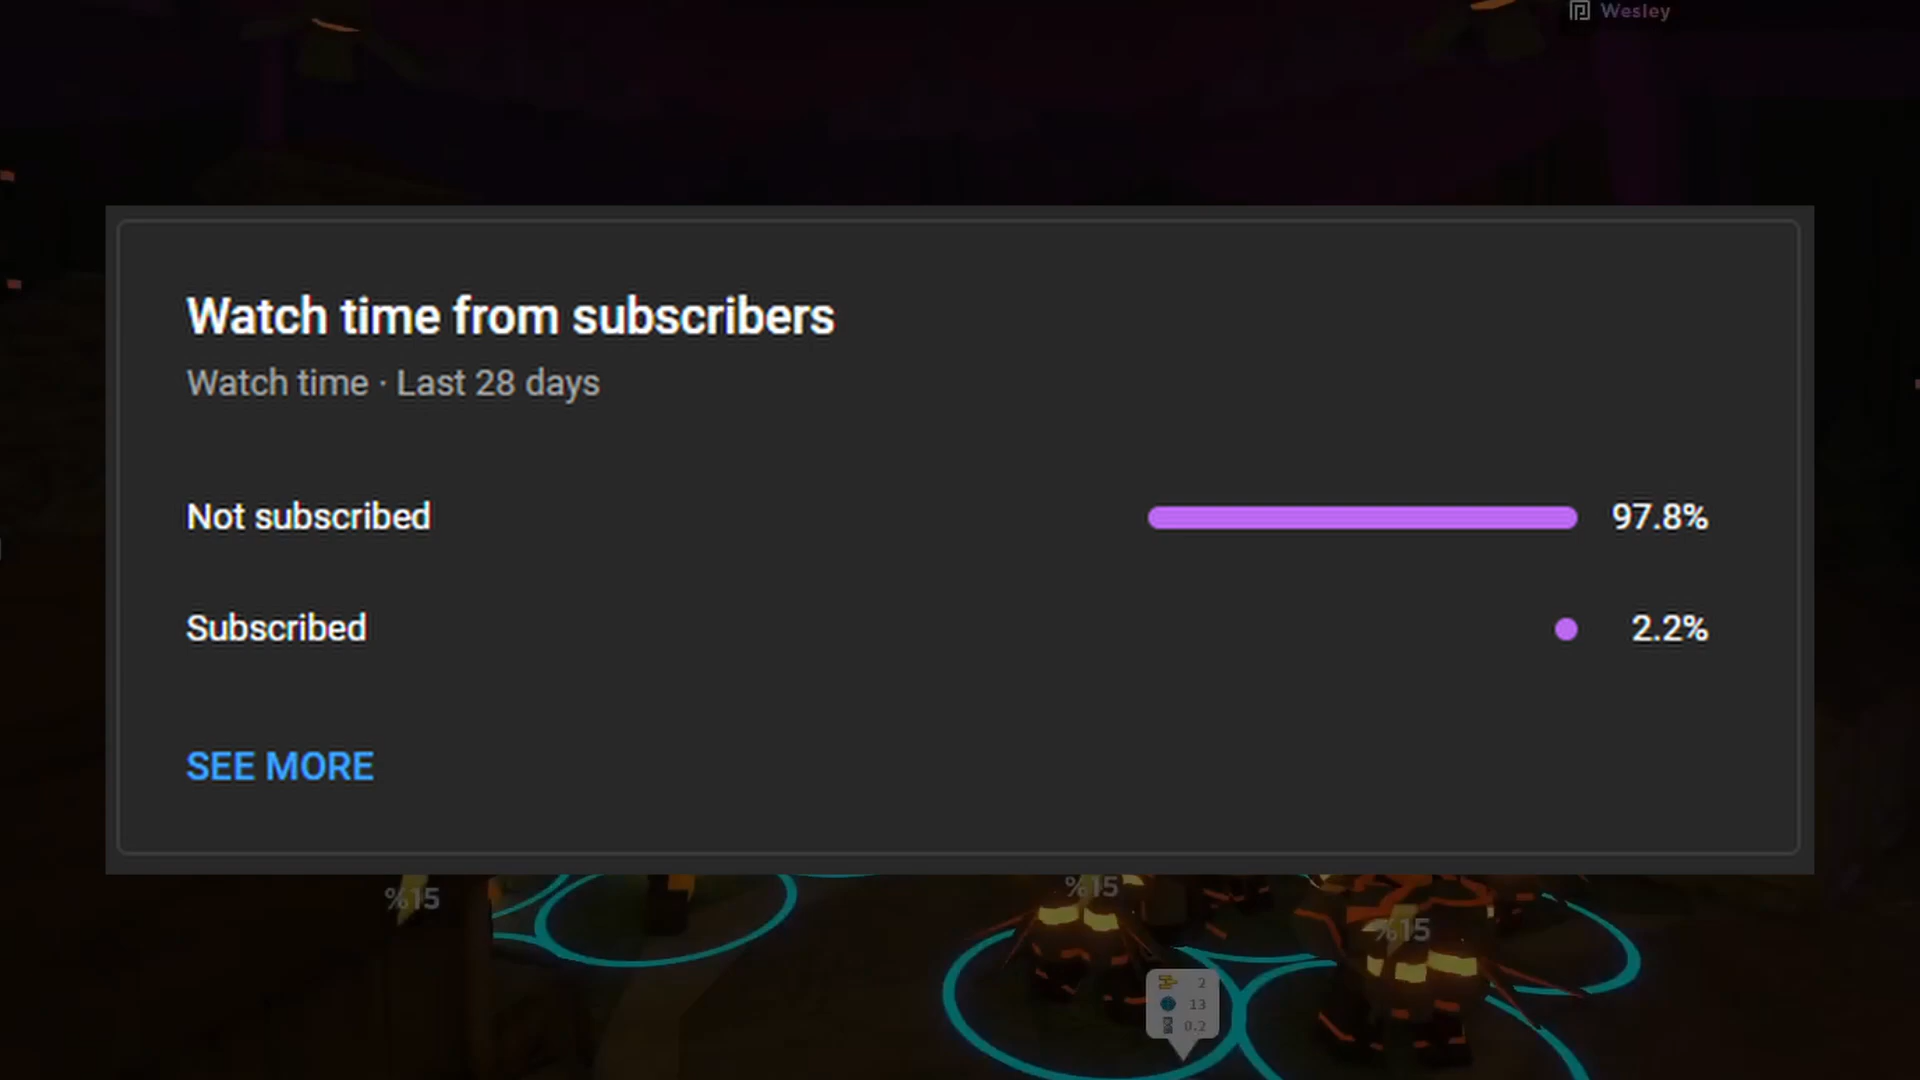 Wesley
Watch time from subscribers
Watch time · Last 28 days
Not subscribed 97.8%
Subscribed 2.2%
SEE MORE
%15
%15
%15
2
13
0.2